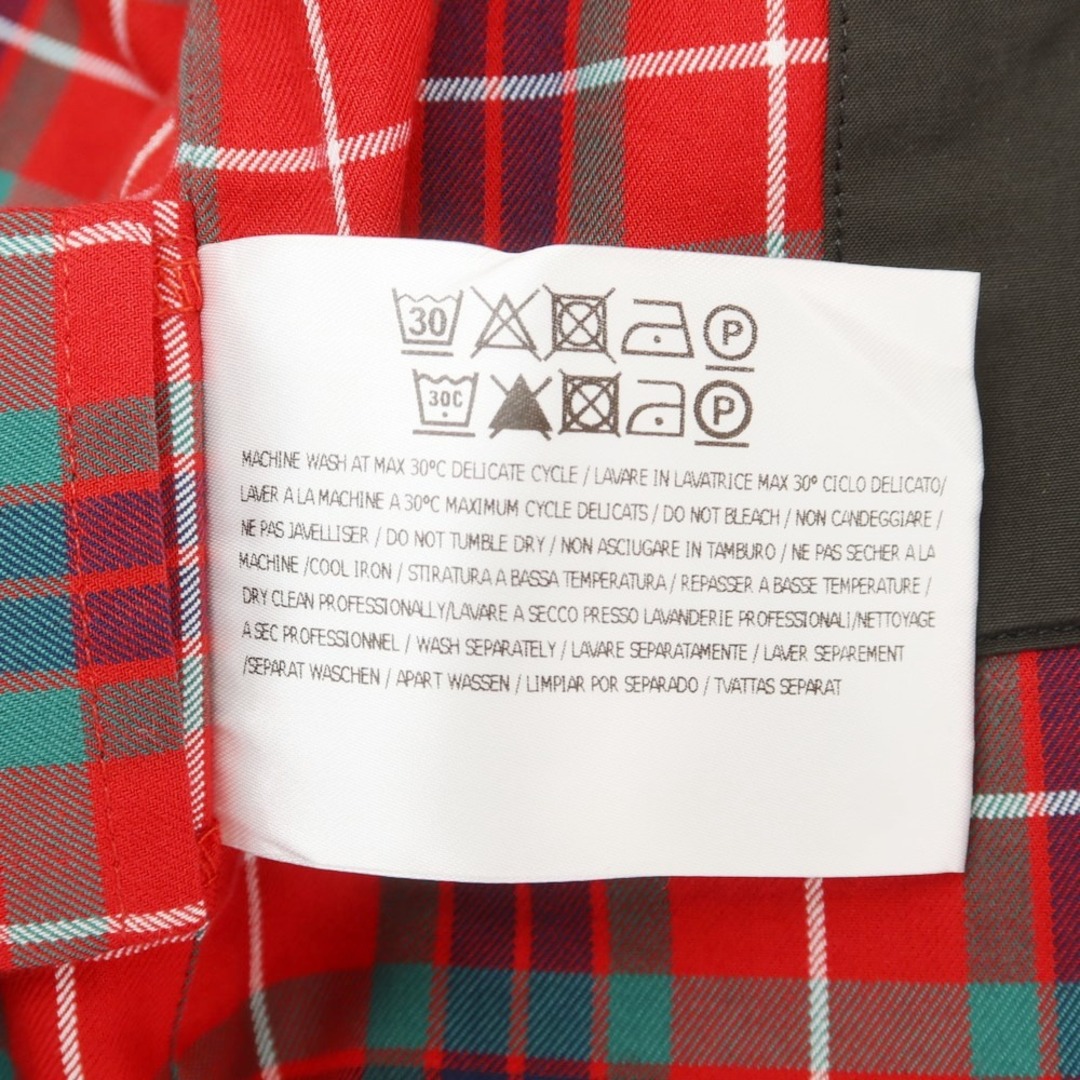 30 P
30C P
MACHINE WASH AT MAX 30ºC DELICATE CYCLE / LAVARE IN LAVATRICE MAX 30º CICLO DELICATO/
LAVER A LA MACHINE A 30ºC MAXIMUM CYCLE DELICATS / DO NOT BLEACH / NON CANDEGGIARE /
NE PAS JAVELLISER / DO NOT TUMBLE DRY / NON ASCIUGARE IN TAMBURO / NE PAS SECHER A LA
MACHINE /COOL IRON / STIRATURA A BASSA TEMPERATURA / REPASSER A BASSE TEMPERATURE /
DRY CLEAN PROFESSIONALLY/LAVARE A SECCO PRESSO LAVANDERIE PROFESSIONALI/NETTOYAGE
A SEC PROFESSIONNEL / WASH SEPARATELY / LAVARE SEPARATAMENTE / LAVER SEPAREMENT
/SEPARAT WASCHEN / APART WASSEN / LIMPIAR POR SEPARADO / TVATTAS SEPARAT